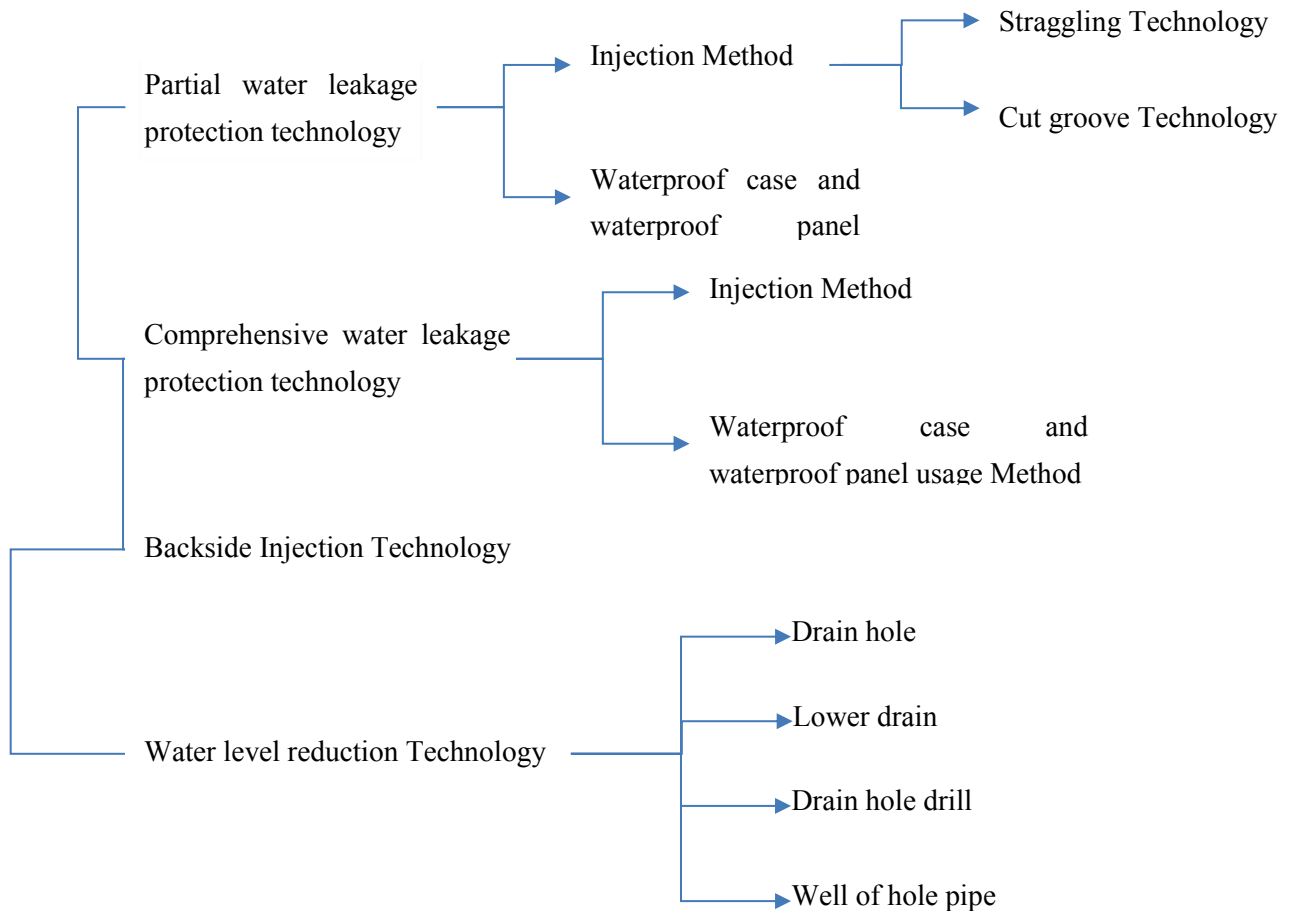 Straggling Technology
Injection Method
Partial water leakage
protection technology
Cut groove Technology
Waterproof case and
waterproof panel
Injection Method
Comprehensive water leakage
protection technology
Waterproof case and
waterproof panel usage Method
Backside Injection Technology
Drain hole
Lower drain
Water level reduction Technology
Drain hole drill
Well of hole pipe